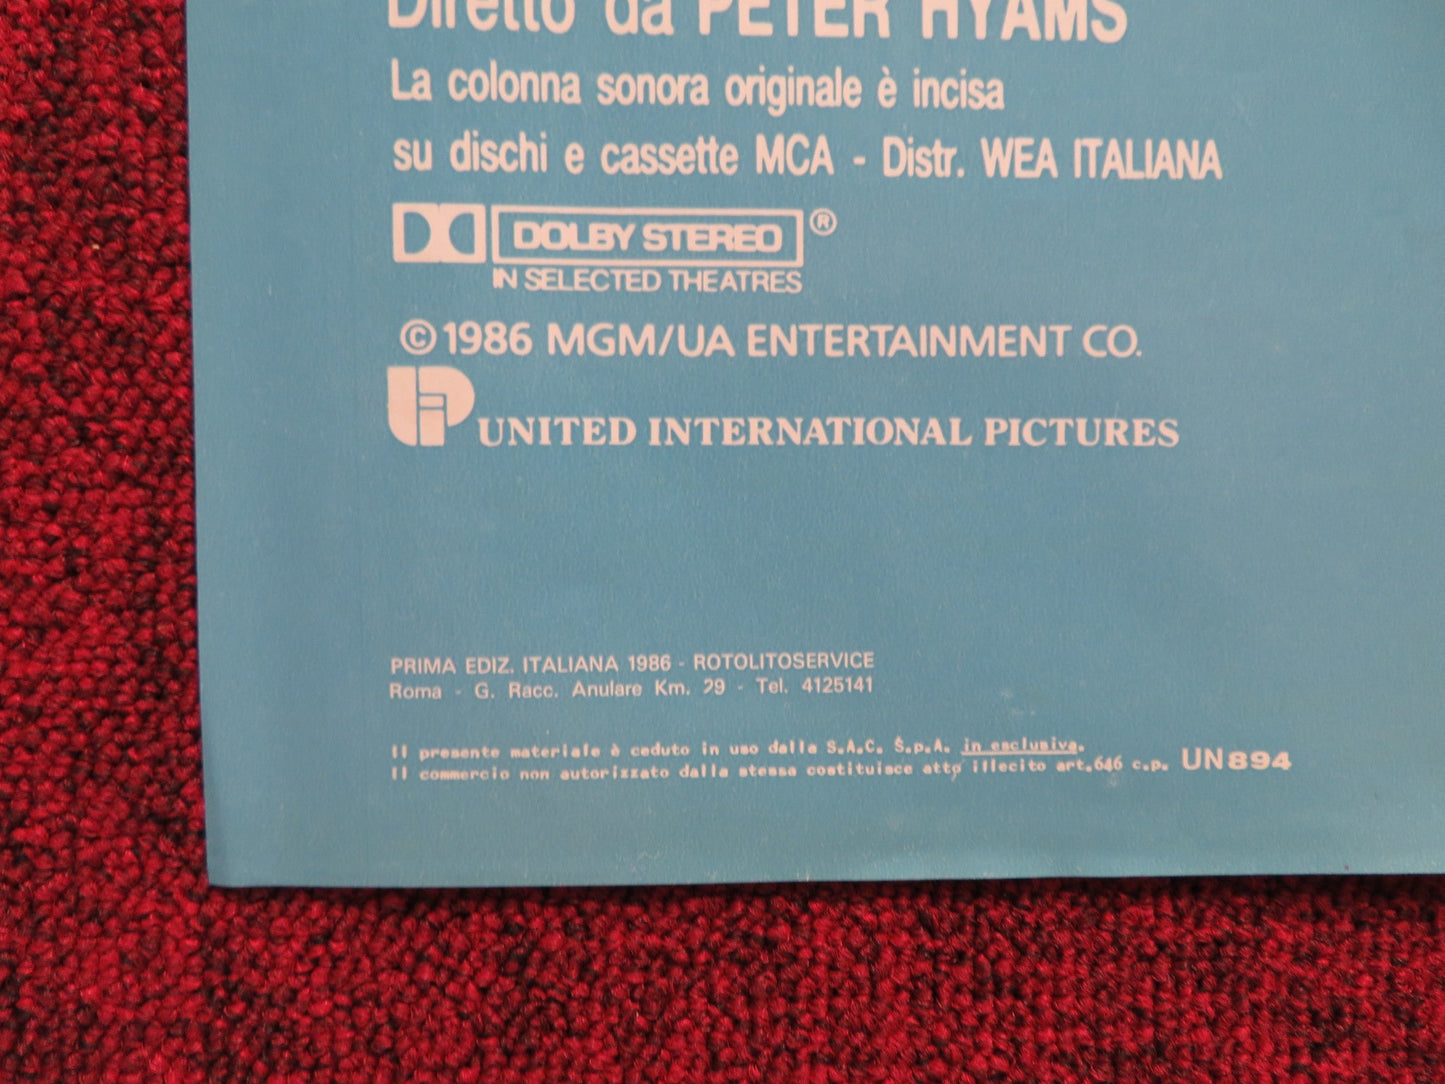 Diretto da PETER HYAMS
La colonna sonora originale è incisa
su dischi e cassette MCA - Distr. WEA ITALIANA
DOLBY STEREO ®
IN SELECTED THEATRES
© 1986 MGM/UA ENTERTAINMENT CO.
UIP UNITED INTERNATIONAL PICTURES
PRIMA EDIZ. ITALIANA 1986 - ROTOLITOSERVICE
Roma - G. Racc. Anulare Km. 29 - Tel. 4125141
Il presente materiale è ceduto in uso dalla S.A.C. S.p.A. in esclusiva.
Il commercio non autorizzato dalla stessa costituisce atto illecito art.646 c.p. UN894